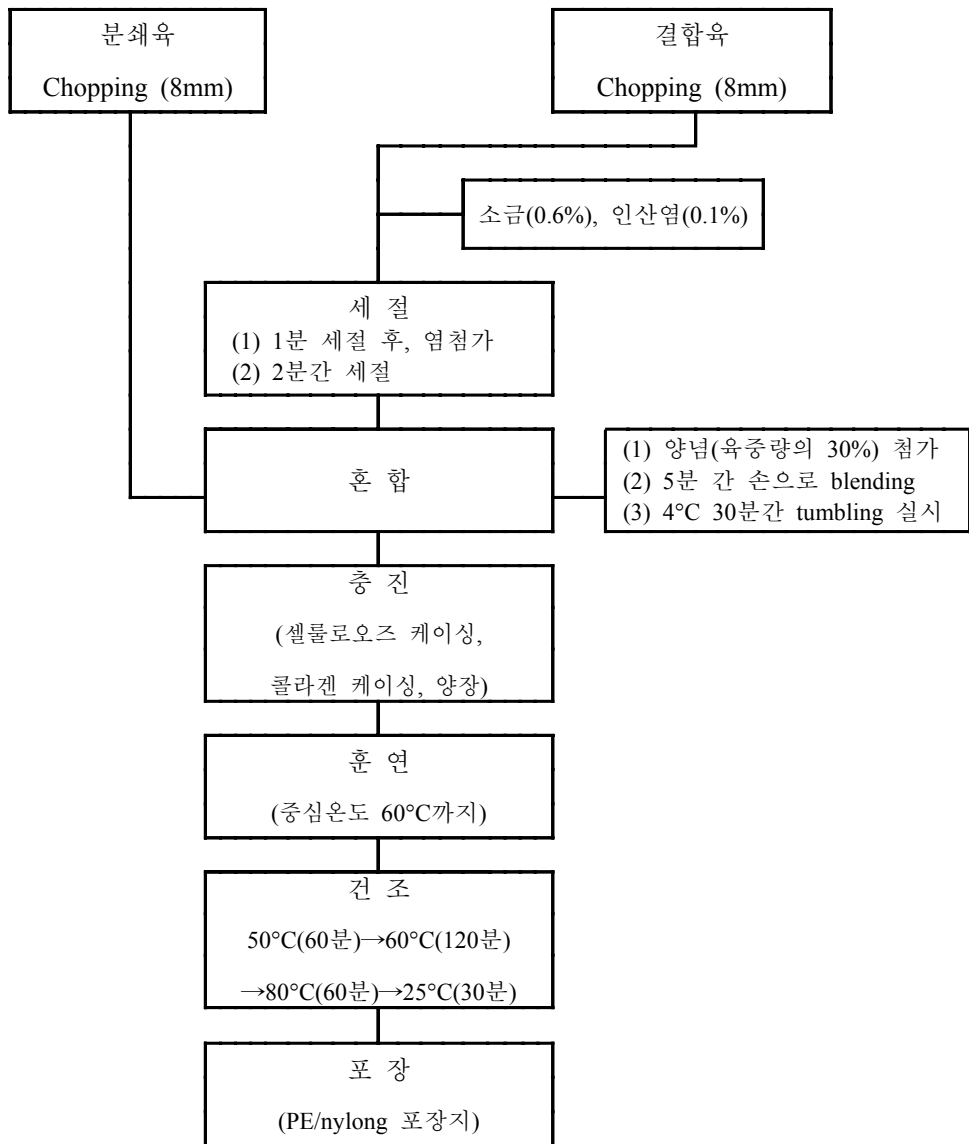 분쇄육
Chopping (8mm)
결합육
Chopping (8mm)
소금(0.6%), 인산염(0.1%)
세 절
(1) 1분 세절 후, 염첨가
(2) 2분간 세절
혼 합
(1) 양념(육중량의 30%) 첨가
(2) 5분 간 손으로 blending
(3) 4°C 30분간 tumbling 실시
충 진
(셀룰로오즈 케이싱,
콜라겐 케이싱, 양장)
훈 연
(중심온도 60°C까지)
건 조
50°C(60분)→60°C(120분)
→80°C(60분)→25°C(30분)
포 장
(PE/nylong 포장지)